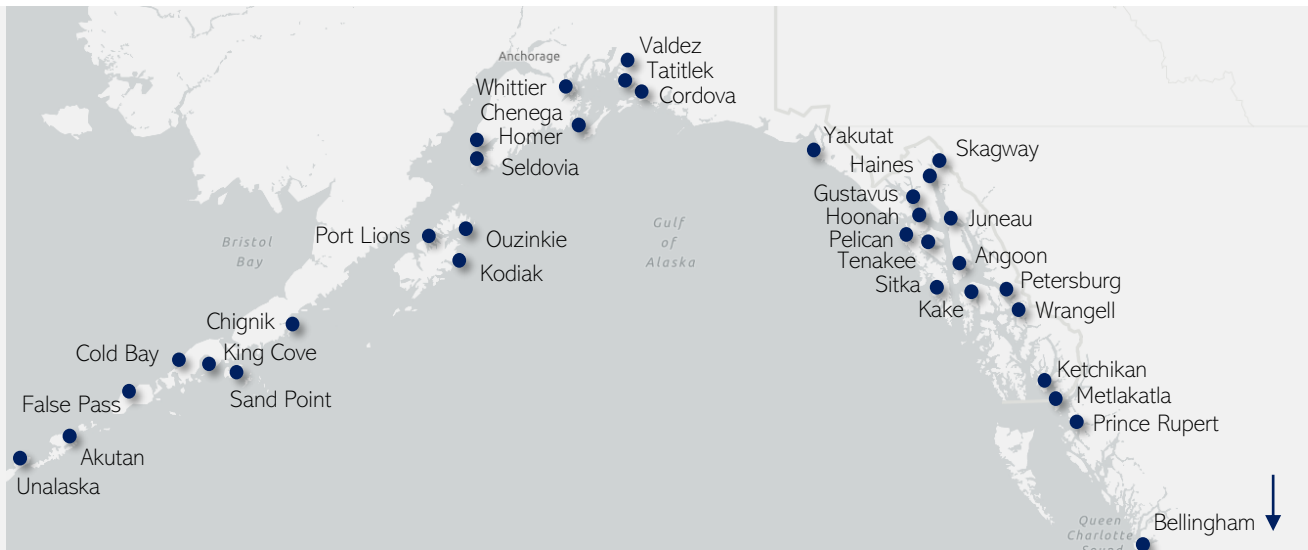 Valdez
Anchorage
Tatitlek
Whittier
Cordova
Chenega
Homer
Seldovia
Yakutat
Skagway
Haines
Gustavus
Hoonah
Juneau
Pelican
Tenakee
Angoon
Sitka
Petersburg
Kake
Wrangell
Gulf
of
Alaska
Bristol
Bay
Port Lions
Ouzinkie
Kodiak
Chignik
Cold Bay
King Cove
Sand Point
False Pass
Akutan
Unalaska
Ketchikan
Metlakatla
Prince Rupert
Bellingham
Queen
Charlotte
Sound